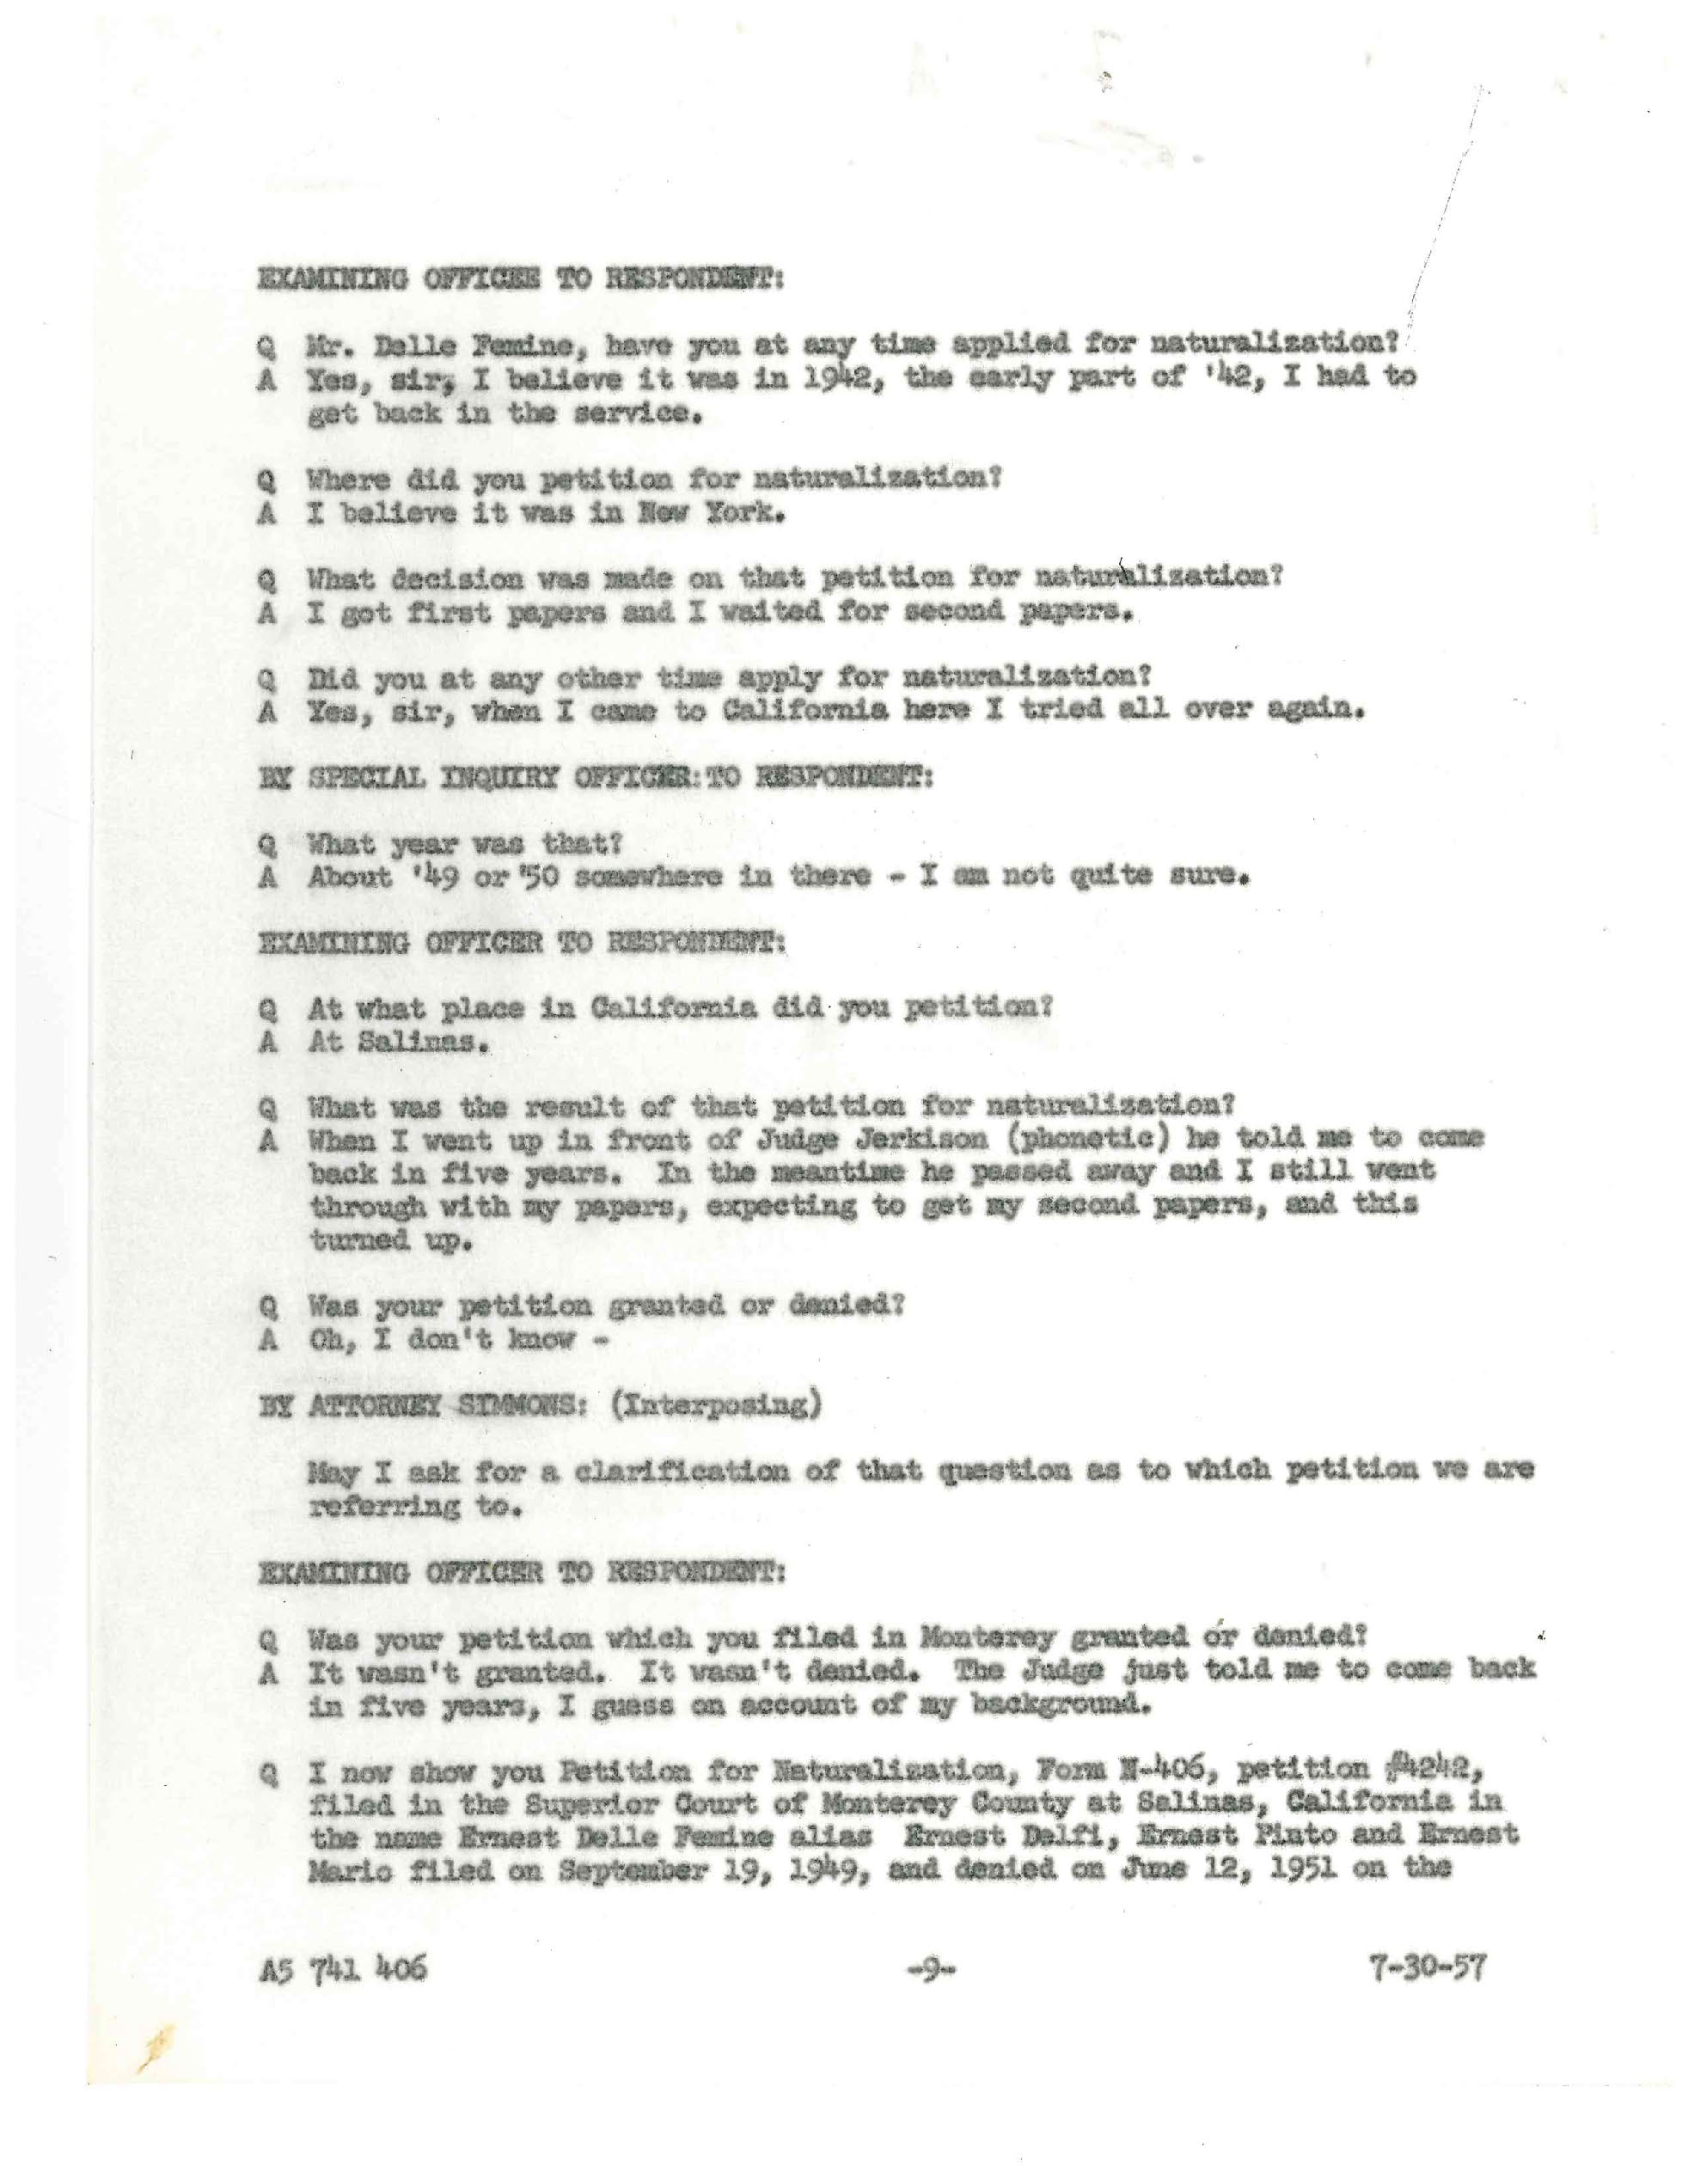 EXAMINING OFFICER TO RESPONDENT:
Q Mr. Delle Femine, have you at any time applied for naturalization?
A Yes, sir, I believe it was in 1942, the early part of '42, I had to
get back in the service.
Q Where did you petition for naturalization?
A I believe it was in New York.
Q What decision was made on that petition for naturalization?
A I got first papers and I waited for second papers.
Q Did you at any other time apply for naturalization?
A Yes, sir, when I came to California here I tried all over again.
BY SPECIAL INQUIRY OFFICER: TO RESPONDENT:
Q What year was that?
A About '49 or '50 somewhere in there - I am not quite sure.
EXAMINING OFFICER TO RESPONDENT:
Q At what place in California did you petition?
A At Salinas.
Q What was the result of that petition for naturalization?
A When I went up in front of Judge Jerkison (phonetic) he told me to come
back in five years. In the meantime he passed away and I still went
through with my papers, expecting to get my second papers, and this
turned up.
Q Was your petition granted or denied?
A Oh, I don't know -
BY ATTORNEY SIMMONS: (Interposing)
May I ask for a clarification of that question as to which petition we are
referring to.
EXAMINING OFFICER TO RESPONDENT:
Q Was your petition which you filed in Monterey granted or denied?
A It wasn't granted. It wasn't denied. The Judge just told me to come back
in five years, I guess on account of my background.
Q I now show you Petition for Naturalization, Form N-406, petition #4242,
filed in the Superior Court of Monterey County at Salinas, California in
the name Ernest Delle Femine alias Ernest Delfi, Ernest Pinto and Ernest
Mario filed on September 19, 1949, and denied on June 12, 1951 on the
A5 741 406 -9- 7-30-57